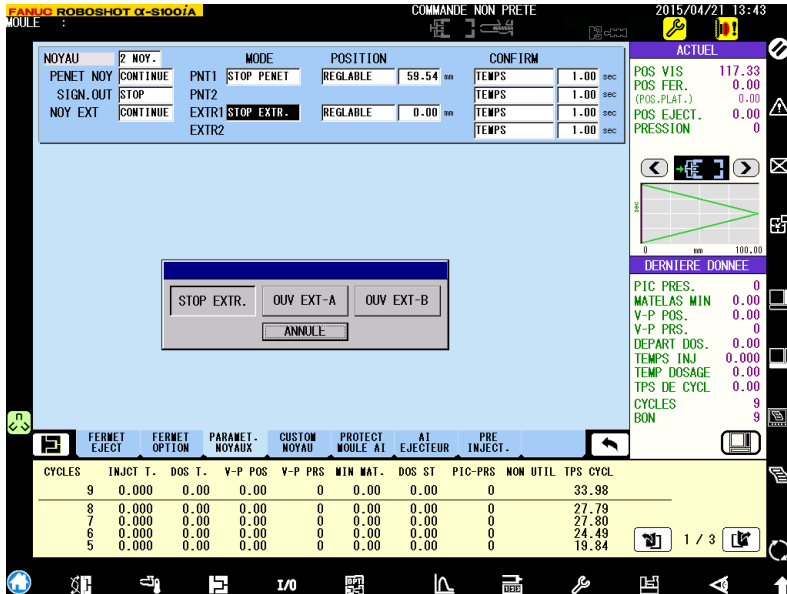 FANUC ROBOSHOT α-S100iA COMMANDE NON PRETE 2015/04/21 13:43
MOULE :
NOYAU 2 NOY. MODE POSITION CONFIRM
PENET NOY CONTINUE PNT1 STOP PENET REGLABLE 59.54 mm TEMPS 1.00 sec
SIGN.OUT STOP PNT2 TEMPS 1.00 sec
NOY EXT CONTINUE EXTR1 STOP EXTR. REGLABLE 0.00 mm TEMPS 1.00 sec
EXTR2 TEMPS 1.00 sec
ACTUEL
POS VIS 117.33
POS FER. 0.00
(POS.PLAT.) 0.00
POS EJECT. 0.00
PRESSION 0
sec
0 mm 100.00
STOP EXTR. OUV EXT-A OUV EXT-B
ANNULE
DERNIERE DONNEE
PIC PRES. 0
MATELAS MIN 0.00
V-P POS. 0.00
V-P PRS. 0
DEPART DOS. 0.00
TEMPS INJ 0.000
TEMP DOSAGE 0.00
TPS DE CYCL 0.00
CYCLES 9
BON 9
FERMET EJECT FERMET OPTION PARAMET. NOYAUX CUSTOM NOYAU PROTECT MOULE AI AI EJECTEUR PRE INJECT.
CYCLES INJCT T. DOS T. V-P POS V-P PRS MIN MAT. DOS ST PIC-PRS NON UTIL TPS CYCL
9 0.000 0.00 0.00 0 0.00 0.00 0 33.98
8 0.000 0.00 0.00 0 0.00 0.00 0 27.79
7 0.000 0.00 0.00 0 0.00 0.00 0 27.80
6 0.000 0.00 0.00 0 0.00 0.00 0 24.49
5 0.000 0.00 0.00 0 0.00 0.00 0 19.84
1 / 3
I/O OPT